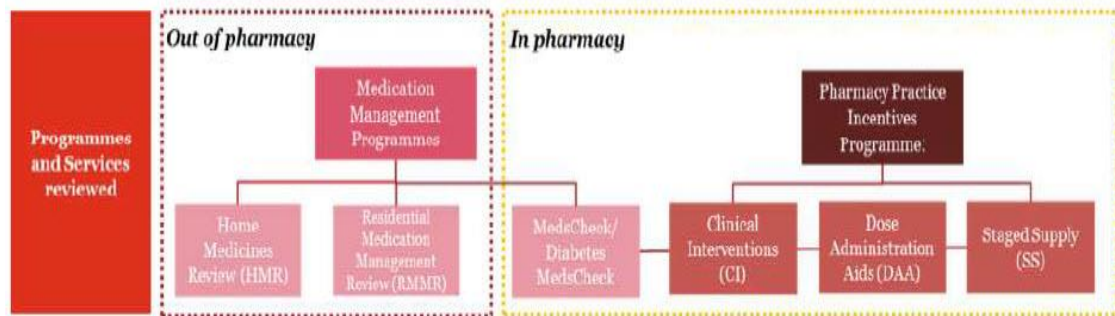 Programmes
and Services
reviewed
Out of pharmacy
Medication
Management
Programmes
Home
Medicines
Review (HMR)
Residential
Medication
Management
Review (RMMR)
In pharmacy
Pharmacy Practice
Incentives
Programme:
MedsCheck/
Diabetes
MedsCheck
Clinical
Interventions
(CI)
Dose
Administration
Aids (DAA)
Staged Supply
(SS)